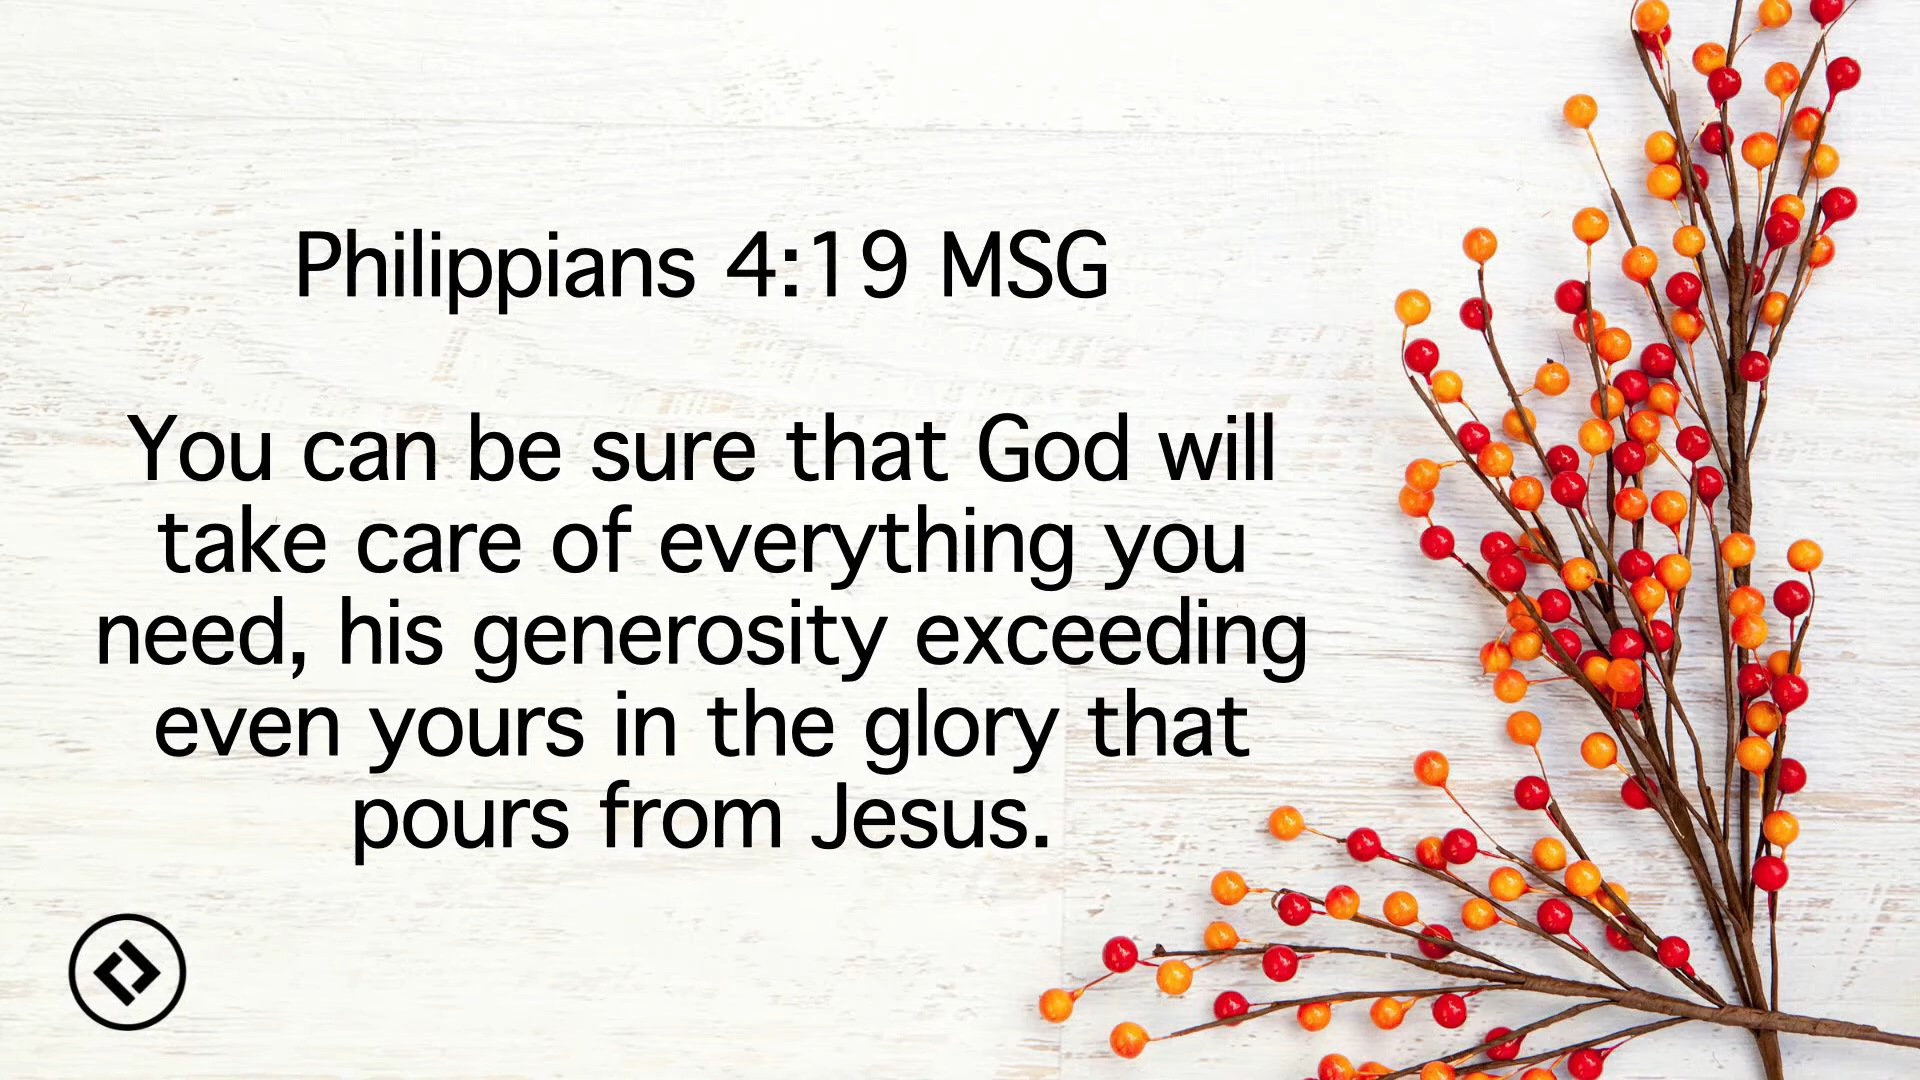 Philippians 4:19 MSG
You can be sure that God will
take care of everything you
need, his generosity exceeding
even yours in the glory that
pours from Jesus.